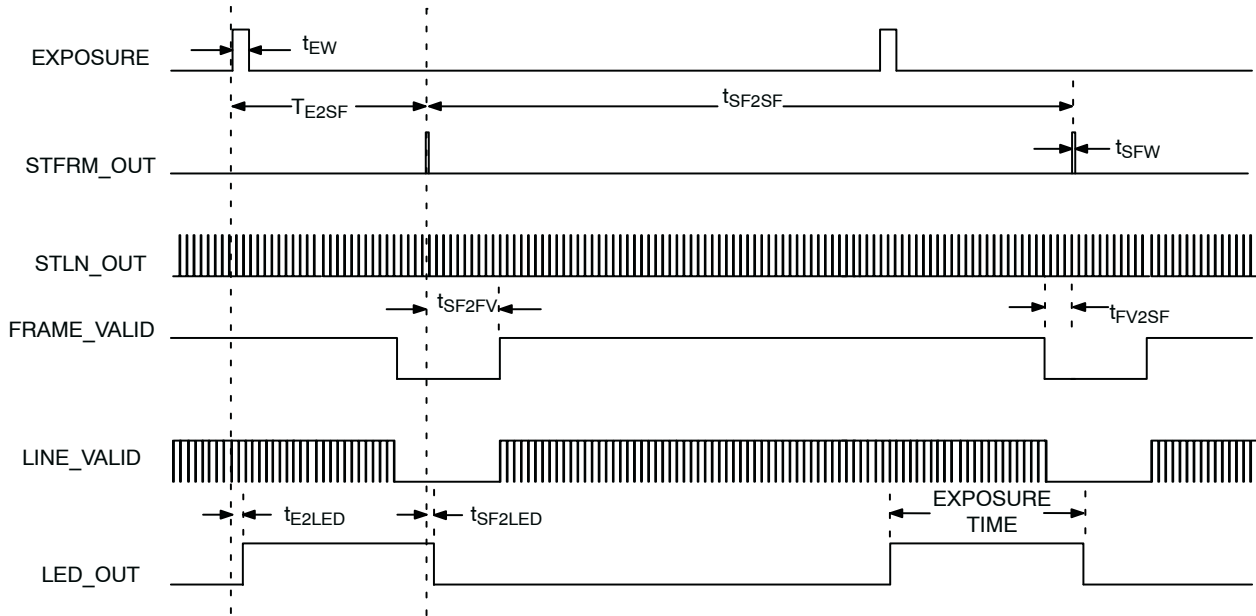 EXPOSURE
tEW
TE2SF
tSF2SF
STFRM_OUT
tSFW
STLN_OUT
tSF2FV
FRAME_VALID
tFV2SF
LINE_VALID
tE2LED
tSF2LED
EXPOSURE
TIME
LED_OUT